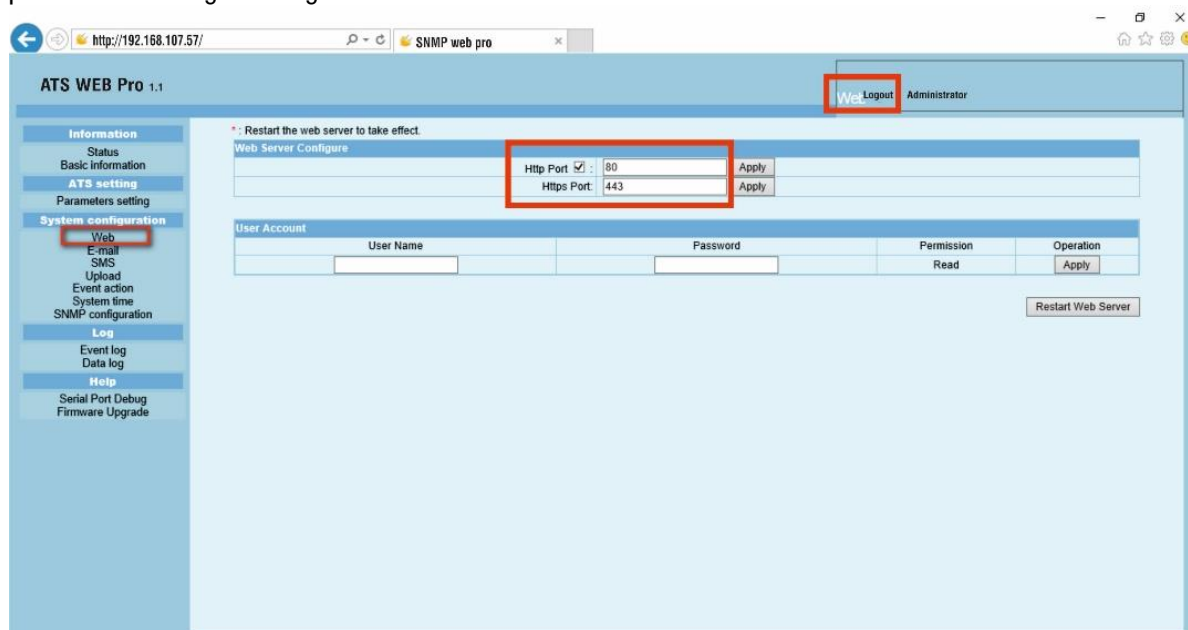 http://192.168.107.57/
SNMP web pro
ATS WEB Pro 1.1
Web Logout Administrator
Information
Status
Basic information
ATS setting
Parameters setting
System configuration
Web
E-mail
SMS
Upload
Event action
System time
SNMP configuration
Log
Event log
Data log
Help
Serial Port Debug
Firmware Upgrade
* : Restart the web server to take effect.
Web Server Configure
Http Port : 80 Apply
Https Port: 443 Apply
User Account
User Name Password Permission Operation
Read Apply
Restart Web Server